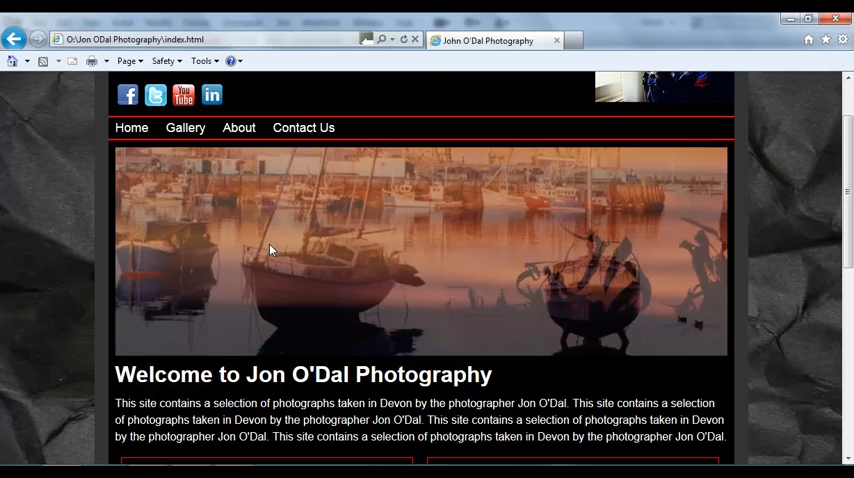 O:\Jon ODal Photography\index.html
John O'Dal Photography
Page
Safety
Tools
You
Tube
Home
Gallery
About
Contact Us
Welcome to Jon O'Dal Photography
This site contains a selection of photographs taken in Devon by the photographer Jon O'Dal. This site contains a selection
of photographs taken in Devon by the photographer Jon O'Dal. This site contains a selection of photographs taken in Devon
by the photographer Jon O'Dal. This site contains a selection of photographs taken in Devon by the photographer Jon O'Dal.